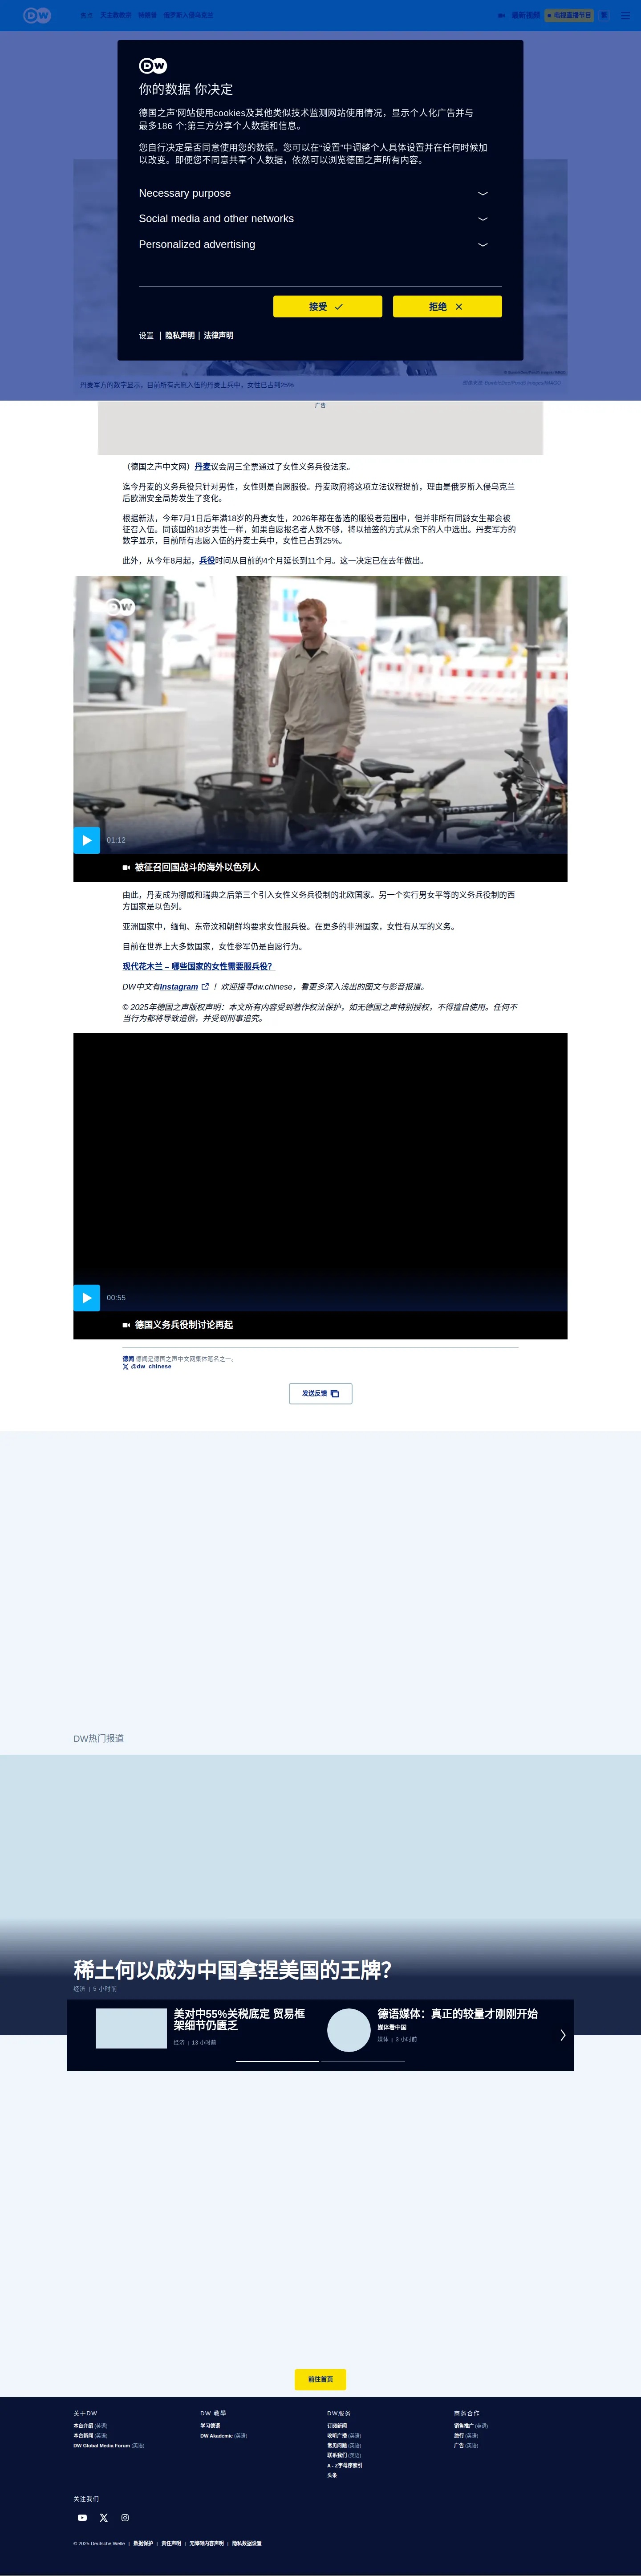 DW
焦点 天主教教宗 特朗普 俄罗斯入侵乌克兰
最新视频 电视直播节目 繁
DW
你的数据 你决定
德国之声'网站使用cookies及其他类似技术监测网站使用情况，显示个人化广告并与
最多186 个;第三方分享个人数据和信息。
您自行决定是否同意使用您的数据。您可以在“设置”中调整个人具体设置并在任何时候加
以改变。即便您不同意共享个人数据，依然可以浏览德国之声所有内容。
Necessary purpose
Social media and other networks
Personalized advertising
接受
拒绝
设置 | 隐私声明 | 法律声明
丹麦军方的数字显示，目前所有志愿入伍的丹麦士兵中，女性已占到25%
广告
（德国之声中文网）丹麦议会周三全票通过了女性义务兵役法案。
迄今丹麦的义务兵役只针对男性，女性则是自愿服役。丹麦政府将这项立法议程提前，理由是俄罗斯入侵乌克兰
后欧洲安全局势发生了变化。
根据新法，今年7月1日后年满18岁的丹麦女性，2026年都在备选的服役者范围中，但并非所有同龄女生都会被
征召入伍。同该国的18岁男性一样，如果自愿报名者人数不够，将以抽签的方式从余下的人中选出。丹麦军方的
数字显示，目前所有志愿入伍的丹麦士兵中，女性已占到25%。
此外，从今年8月起，兵役时间从目前的4个月延长到11个月。这一决定已在去年做出。
DW
01:12
被征召回国战斗的海外以色列人
由此，丹麦成为挪威和瑞典之后第三个引入女性义务兵役制的北欧国家。另一个实行男女平等的义务兵役制的西
方国家是以色列。
亚洲国家中，缅甸、东帝汶和朝鲜均要求女性服兵役。在更多的非洲国家，女性有从军的义务。
目前在世界上大多数国家，女性参军仍是自愿行为。
现代花木兰 – 哪些国家的女性需要服兵役？
DW中文有Instagram ！欢迎搜寻dw.chinese，看更多深入浅出的图文与影音报道。
© 2025年德国之声版权声明：本文所有内容受到著作权法保护，如无德国之声特别授权，不得擅自使用。任何不
当行为都将导致追偿，并受到刑事追究。
00:55
德国义务兵役制讨论再起
德闻 德闻是德国之声中文网集体笔名之一。
@dw_chinese
发送反馈
DW热门报道
稀土何以成为中国拿捏美国的王牌？
经济 | 5 小时前
美对中55%关税底定 贸易框
架细节仍匮乏
经济 | 13 小时前
德语媒体：真正的较量才刚刚开始
媒体看中国
媒体 | 3 小时前
前往首页
关于DW
本台介绍 (英语)
本台新闻 (英语)
DW Global Media Forum (英语)
DW 教學
学习德语
DW Akademie (英语)
DW服务
订阅新闻
收听广播 (英语)
常见问题 (英语)
联系我们 (英语)
A - Z字母序索引
头条
商务合作
销售推广 (英语)
旅行 (英语)
广告 (英语)
关注我们
© 2025 Deutsche Welle | 数据保护 | 责任声明 | 无障碍内容声明 | 隐私数据设置